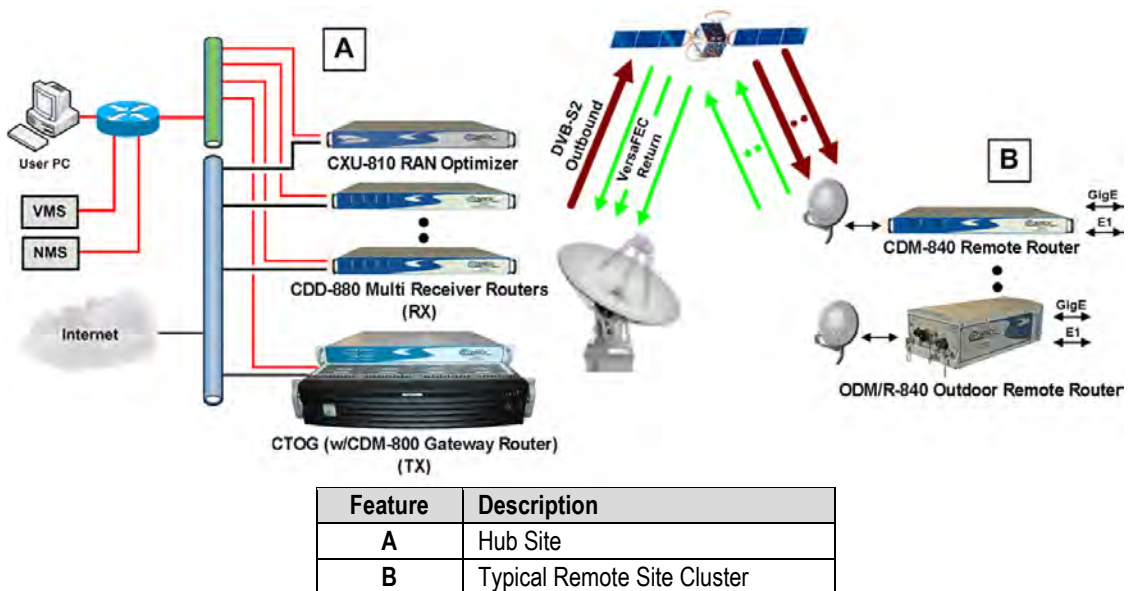 A
User PC
VMS
NMS
Internet
CXU-810 RAN Optimizer
CDD-880 Multi Receiver Routers
(RX)
CTOG (w/CDM-800 Gateway Router)
(TX)
DVB-S2
Outbound
VersaFEC
Return
B
GigE
E1
CDM-840 Remote Router
GigE
E1
ODM/R-840 Outdoor Remote Router
Feature Description
A Hub Site
B Typical Remote Site Cluster